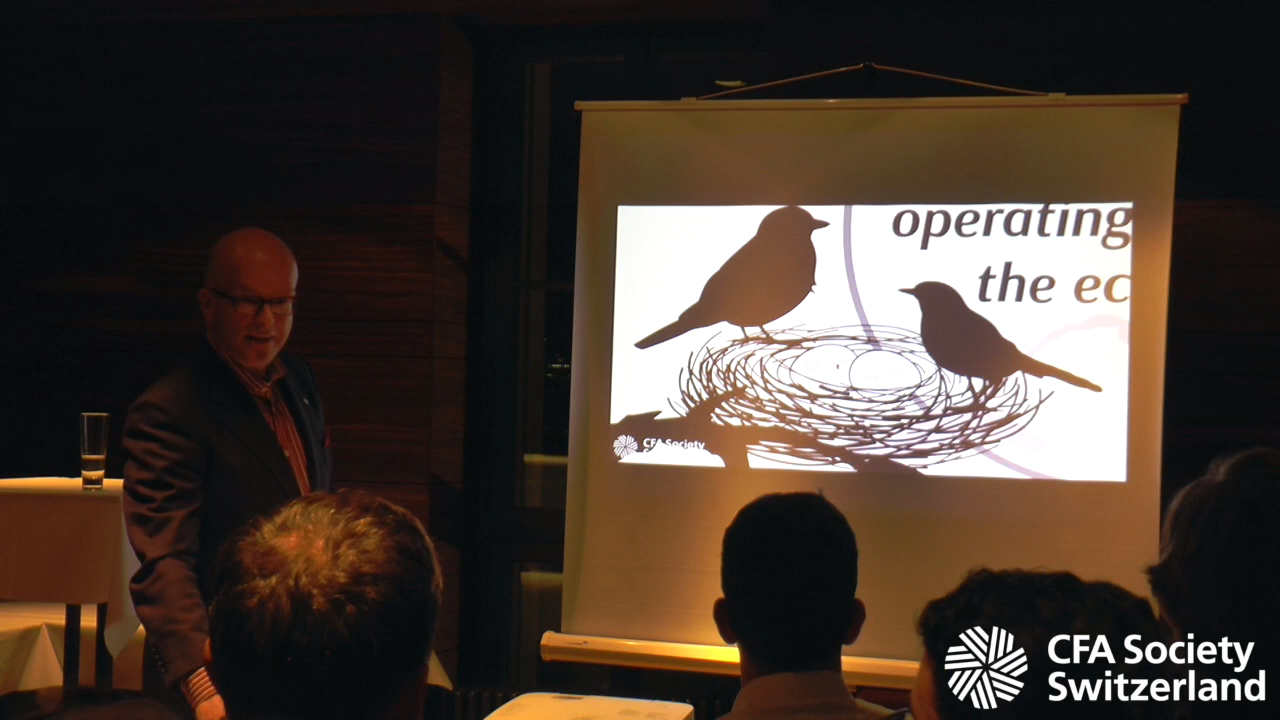 operating
the ec
CFA Society
CFA Society
Switzerland